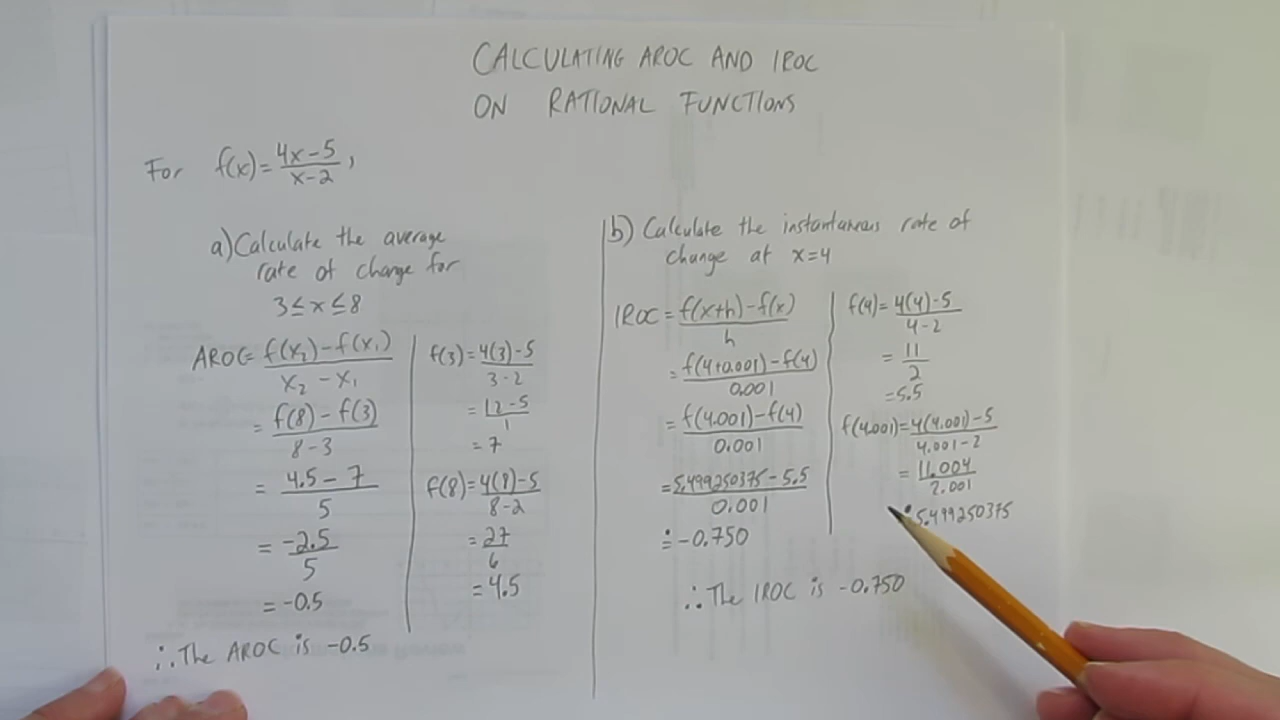 CALCULATING AROC AND IROC
ON RATIONAL FUNCTIONS
For f(x)=(4x-5)/(x-2),
a) Calculate the average
rate of change for
3≤x≤8
AROC=(f(x₂)-f(x₁))/(x₂-x₁)
=(f(8)-f(3))/(8-3)
=(4.5-7)/5
=-2.5/5
=-0.5
∴The AROC is -0.5
f(3)=(4(3)-5)/(3-2)
=(12-5)/1
=7
f(8)=(4(8)-5)/(8-2)
=27/6
=4.5
b) Calculate the instantaneous rate of
change at x=4
IROC=(f(x+h)-f(x))/h
=(f(4+0.001)-f(4))/0.001
=(f(4.001)-f(4))/0.001
=(5.499250375-5.5)/0.001
≐-0.750
∴The IROC is -0.750
f(4)=(4(4)-5)/(4-2)
=11/2
=5.5
f(4.001)=(4(4.001)-5)/(4.001-2)
=11.004/2.001
5.499250375